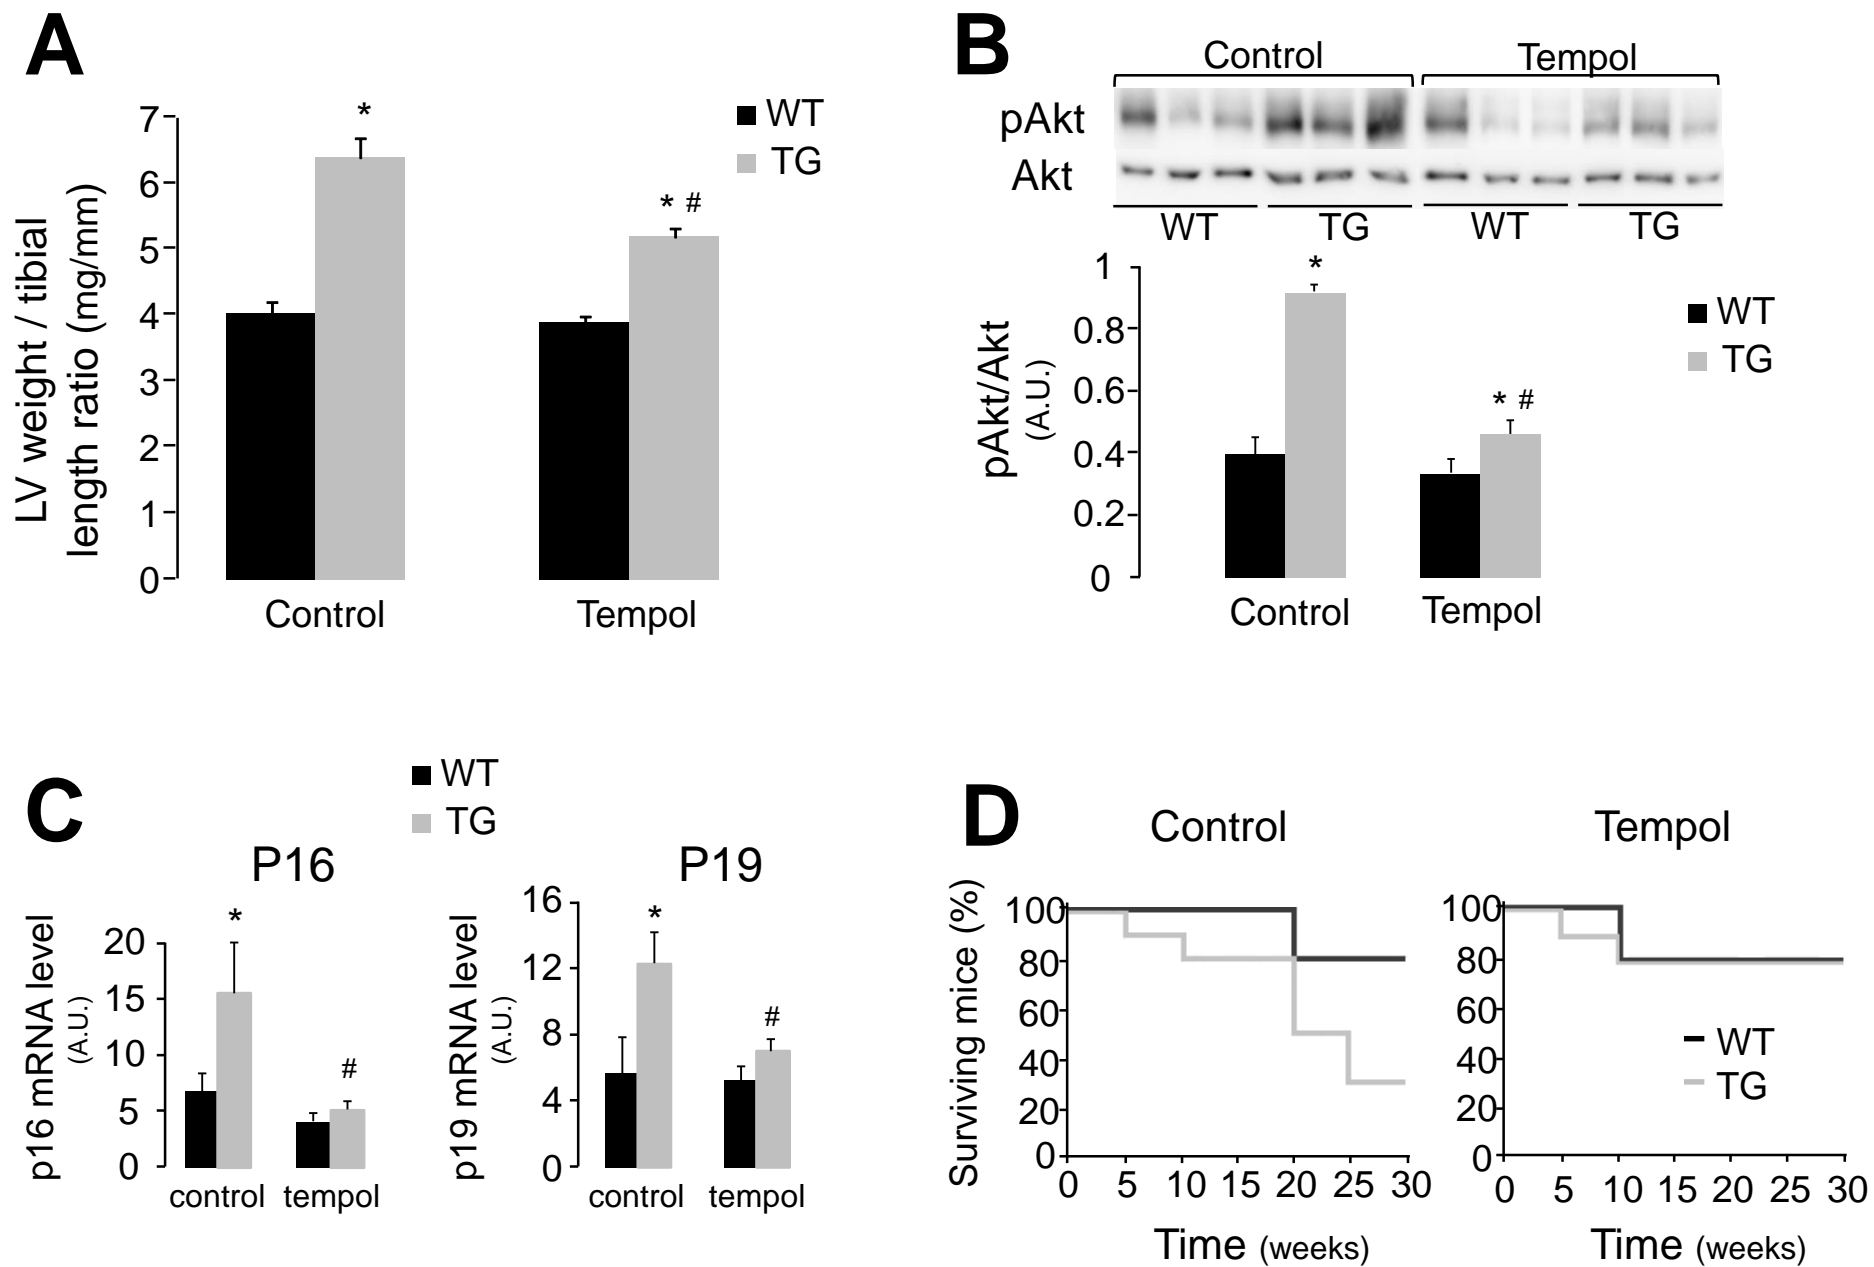 A
LV weight / tibial
length ratio (mg/mm)
7
6
5
4
3
2
1
0
*
* #
WT
TG
Control
Tempol
B
Control
Tempol
pAkt
Akt
WT
TG
WT
TG
pAkt/Akt
(A.U.)
1
0.8
0.6
0.4
0.2
0
*
* #
WT
TG
Control
Tempol
C
WT
TG
P16
p16 mRNA level
(A.U.)
20
15
10
5
0
*
#
control
tempol
P19
p19 mRNA level
(A.U.)
16
12
8
4
0
*
#
control
tempol
D
Control
Surviving mice (%)
100
80
60
40
20
0
0 5 10 15 20 25 30
Time (weeks)
Tempol
100
80
60
40
20
0
WT
TG
0 5 10 15 20 25 30
Time (weeks)